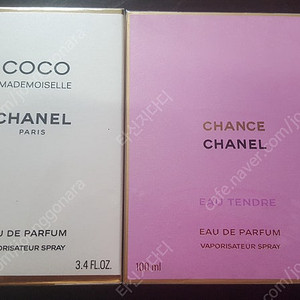 COCO
MADEMOISELLE
CHANEL
PARIS
EAU DE PARFUM
VAPORISATEUR SPRAY
3.4 FL.OZ.
CHANCE
CHANEL
EAU TENDRE
EAU DE PARFUM
VAPORISATEUR SPRAY
100 ml